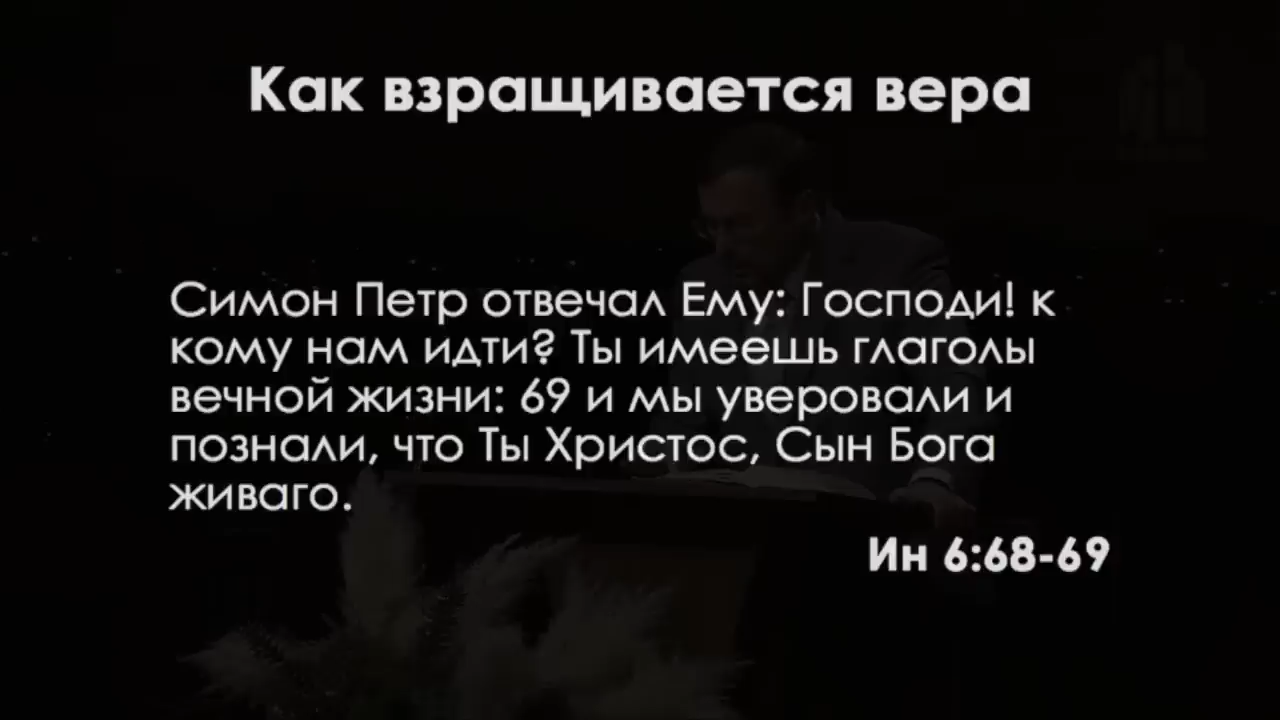 Как взращивается вера
Симон Петр отвечал Ему: Господи! к
кому нам идти? Ты имеешь глаголы
вечной жизни: 69 и мы уверовали и
познали, что Ты Христос, Сын Бога
живаго.
Ин 6:68-69